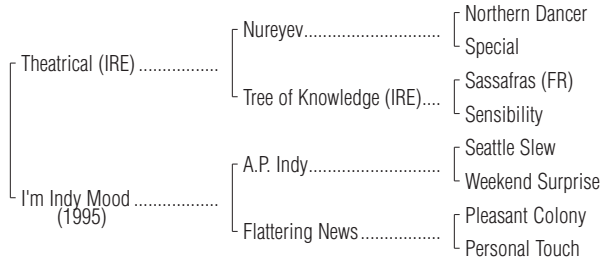 Northern Dancer
Nureyev
Special
Theatrical (IRE)
Sassafras (FR)
Tree of Knowledge (IRE)
Sensibility
Seattle Slew
A.P. Indy
Weekend Surprise
I'm Indy Mood
(1995)
Pleasant Colony
Flattering News
Personal Touch